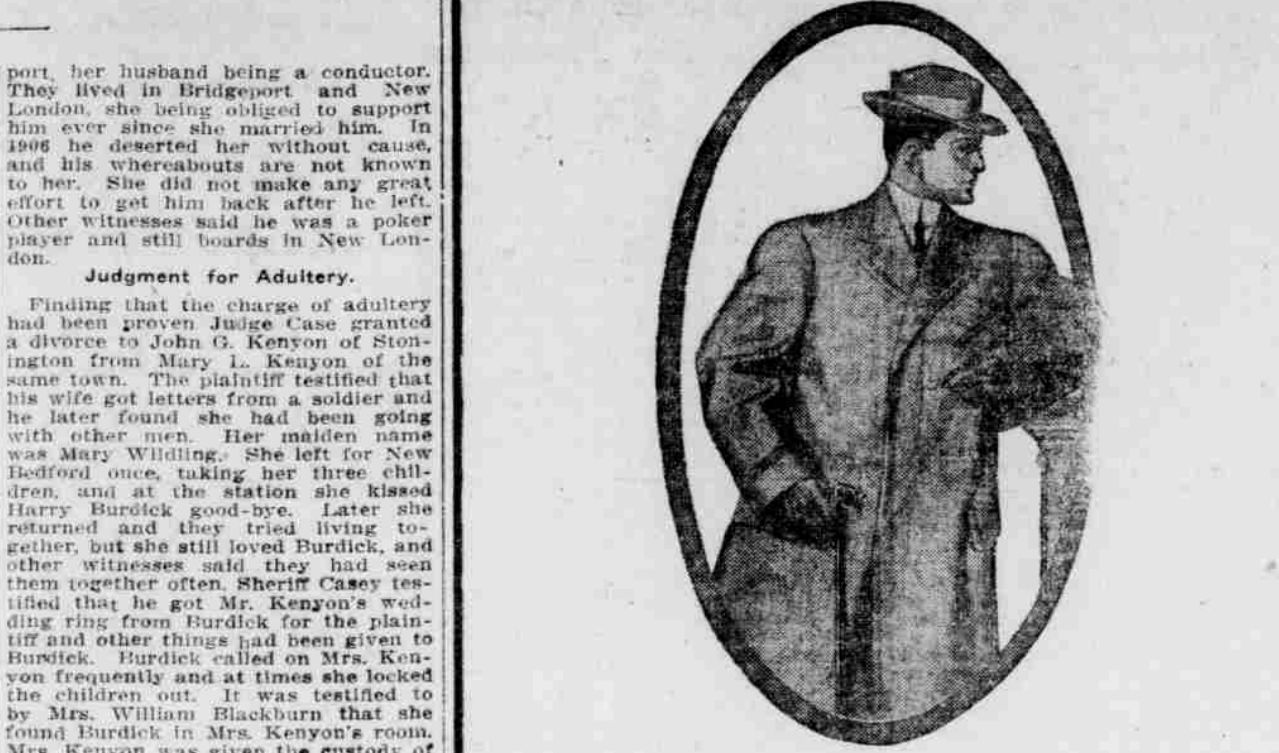 port, her husband being a conductor.
They lived in Bridgeport and New
London, she being obliged to support
him ever since she married him. In
1906 he deserted her without cause,
and his whereabouts are not known
to her. She did not make any great
effort to get him back after he left.
Other witnesses said he was a poker
player and still boards in New Lon-
don.
Judgment for Adultery.
Finding that the charge of adultery
had been proven Judge Case granted
a divorce to John G. Kenyon of Ston-
ington from Mary L. Kenyon of the
same town. The plaintiff testified that
his wife got letters from a soldier and
he later found she had been going
with other men. Her maiden name
was Mary Wildling. She left for New
Bedford once, taking her three chil-
dren, and at the station she kissed
Harry Burdick good-bye. Later she
returned and they tried living to-
gether, but she still loved Burdick, and
other witnesses said they had seen
them together often. Sheriff Casey tes-
tified that he got Mr. Kenyon's wed-
ding ring from Burdick for the plain-
tiff and other things had been given to
Burdick. Burdick called on Mrs. Ken-
yon frequently and at times she locked
the children out. It was testified to
by Mrs. William Blackburn that she
found Burdick in Mrs. Kenyon's room.
Mrs. Kenyon was given the custody of